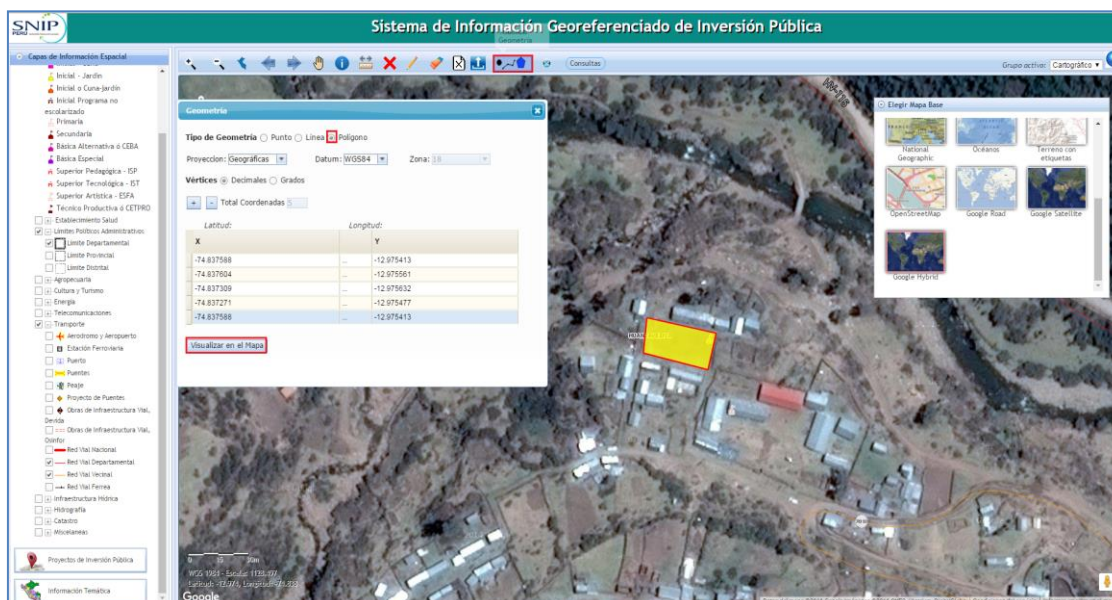 SNIP
PERU
Sistema de Información Georeferenciado de Inversión Pública
Geometría
Capas de Información Espacial
Inicial - Jardín
Inicial o Cuna-jardín
Inicial Programa no
escolarizado
Primaria
Secundaria
Básica Alternativa ó CEBA
Básica Especial
Superior Pedagógica - ISP
Superior Tecnológica - IST
Superior Artística - ESFA
Técnico Productiva ó CETPRO
Establecimiento Salud
Límites Políticos Administrativos
Límite Departamental
Límite Provincial
Límite Distrital
Agropecuaria
Cultura y Turismo
Energía
Telecomunicaciones
Transporte
Aerodromo y Aeropuerto
Estación Ferroviaria
Puerto
Puentes
Peaje
Proyecto de Puentes
Obras de Infraestructura Vial,
Devida
Obras de Infraestructura Vial,
Osinfor
Red Vial Nacional
Red Vial Departamental
Red Vial Vecinal
Red Vial Ferrea
Infraestructura Hídrica
Hidrografía
Catastro
Misceláneas
Proyectos de Inversión Pública
Información Temática
Consultas
Grupo activo: Cartográfico
Geometría
Tipo de Geometría Punto Línea Polígono
Proyeccion: Geográficas Datum: WGS84 Zona: 18
Vértices Decimales Grados
+ - Total Coordenadas 5
Latitud: Longitud:
X Y
-74.837588 ... -12.975413
-74.837604 ... -12.975561
-74.837309 ... -12.975632
-74.837271 ... -12.975477
-74.837588 ... -12.975413
Visualizar en el Mapa
Elegir Mapa Base
National
Geographic
Océanos
Terreno con
etiquetas
OpenStreetMap
Google Road
Google Satellite
Google Hybrid
WGS 1984 - Escala:
Google